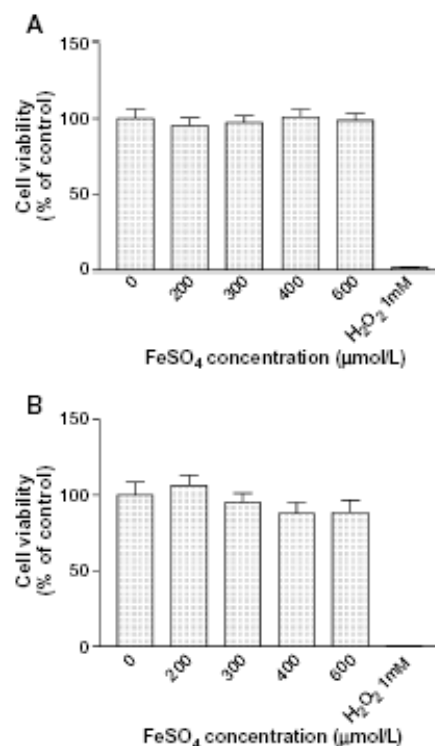 A
150
100
50
0
Cell viability
(% of control)
0
200
300
400
600
H₂O₂ 1mM
FeSO₄ concentration (μmol/L)
B
150
100
50
0
Cell viability
(% of control)
0
200
300
400
600
H₂O₂ 1mM
FeSO₄ concentration (μmol/L)